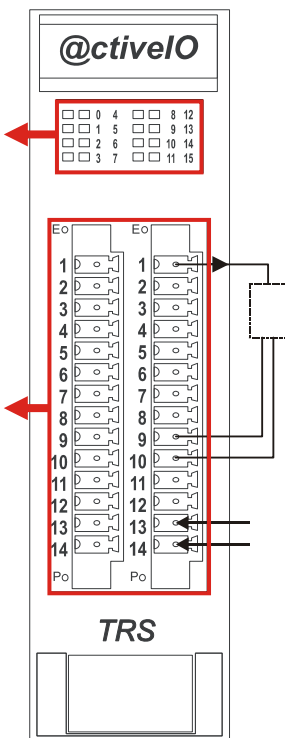 @ctiveIO
0 4 8 12
1 5 9 13
2 6 10 14
3 7 11 15
Eo Eo
1 1
2 2
3 3
4 4
5 5
6 6
7 7
8 8
9 9
10 10
11 11
12 12
13 13
14 14
Po Po
TRS